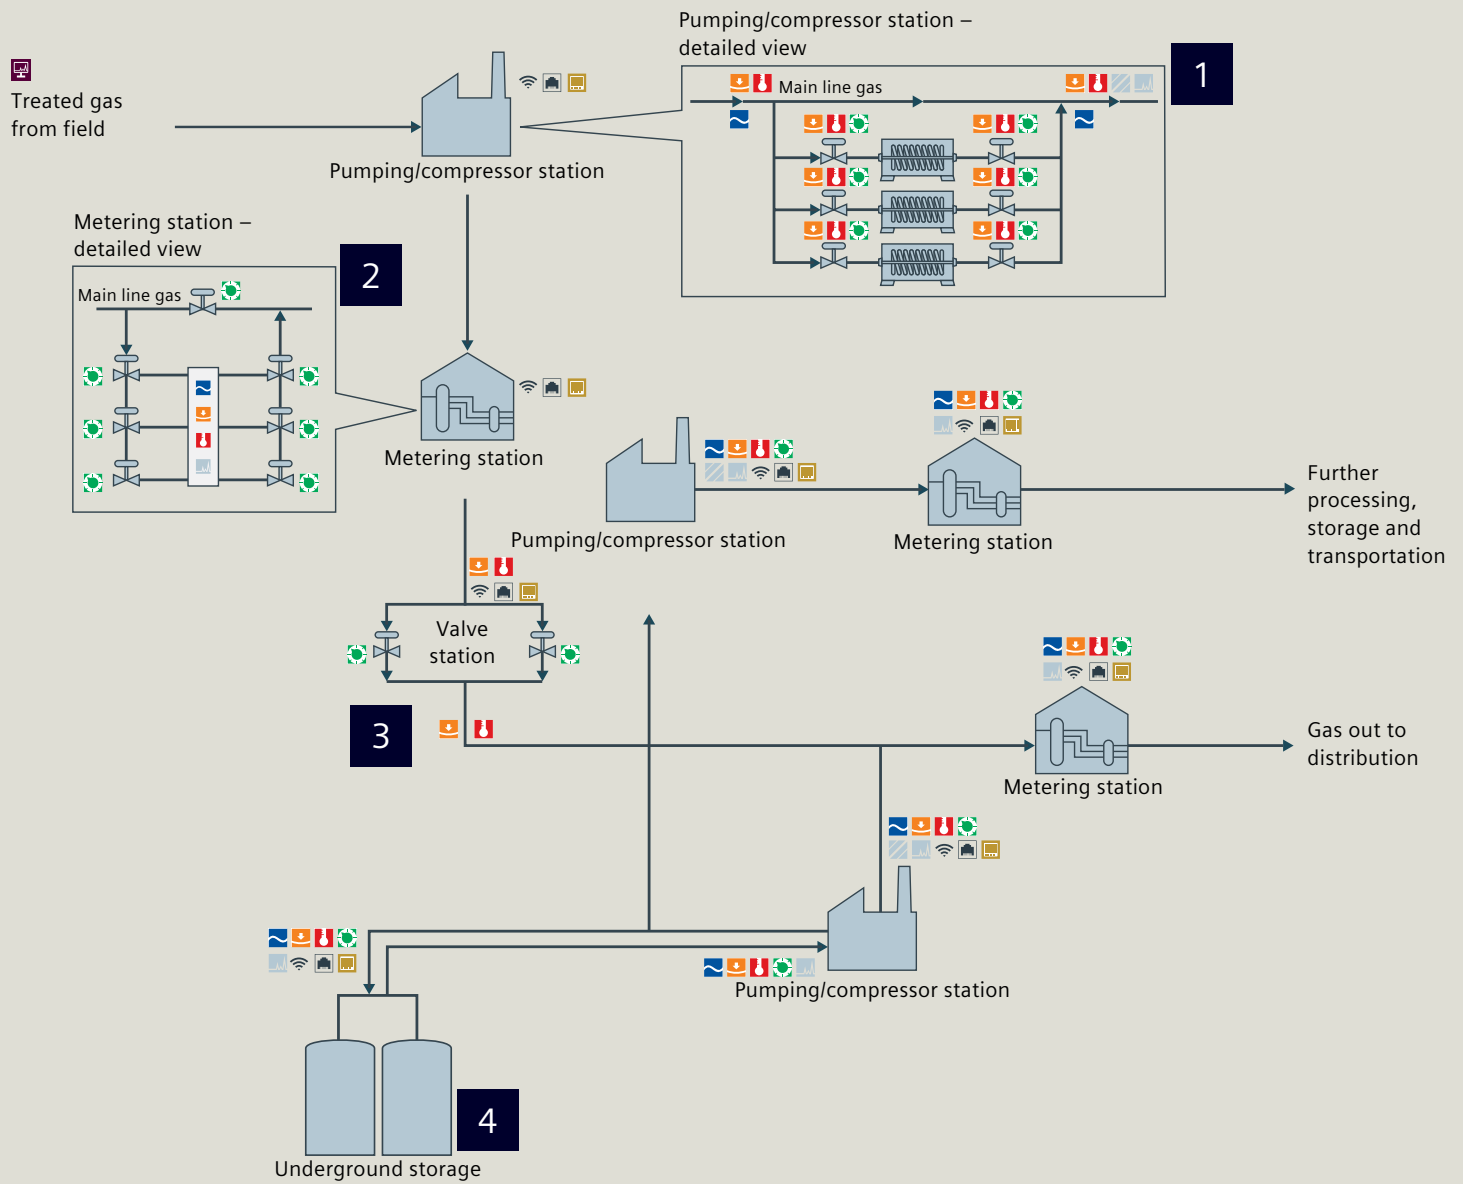 Pumping/compressor station –
detailed view
1
Treated gas
from field
Main line gas
Pumping/compressor station
Metering station –
detailed view
2
Main line gas
Metering station
Pumping/compressor station
Metering station
Further
processing,
storage and
transportation
Valve
station
3
Metering station
Gas out to
distribution
Pumping/compressor station
4
Underground storage